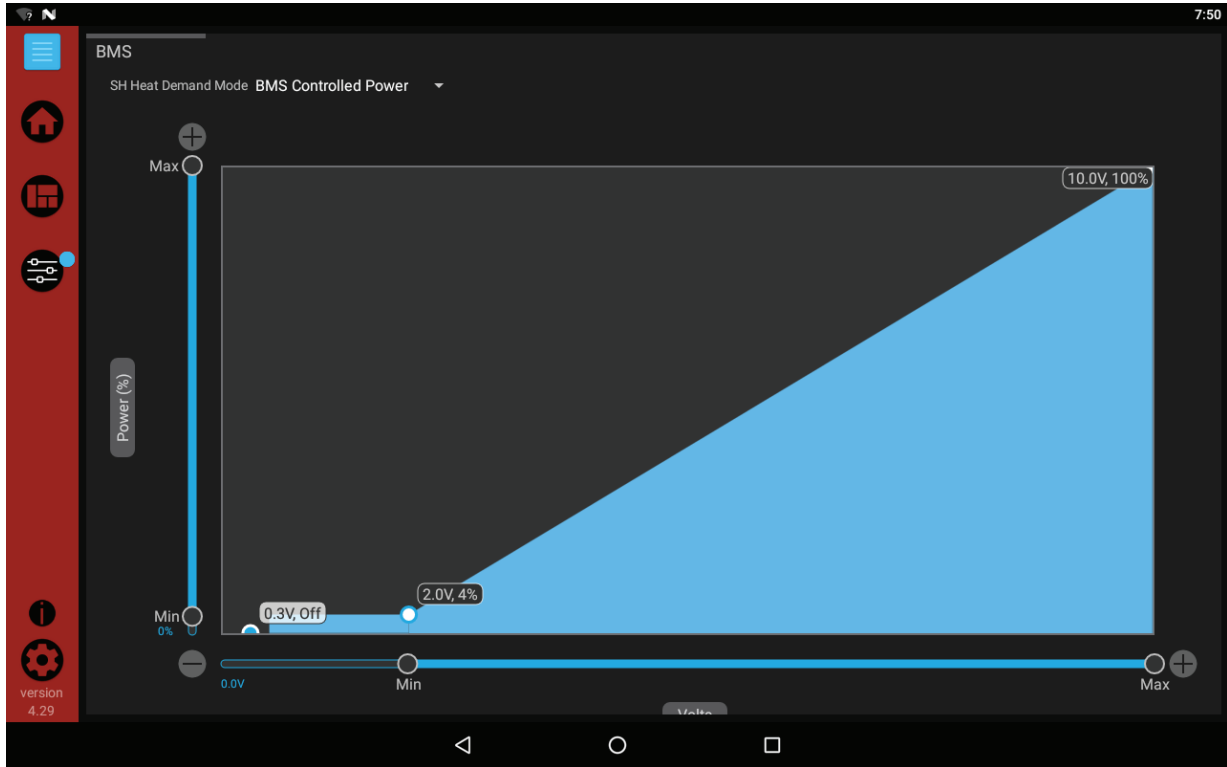 7:50
BMS
SH Heat Demand Mode BMS Controlled Power
Max
10.0V, 100%
Power (%)
2.0V, 4%
0.3V, Off
Min
0%
0.0V
Min
Max
Volts
version
4.29